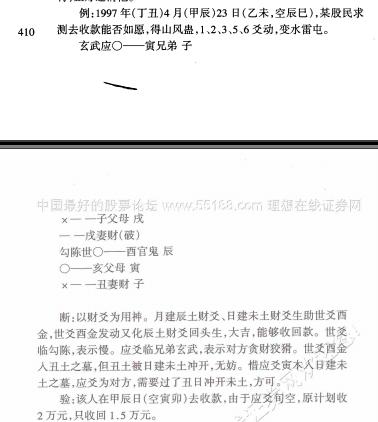 例:1997年(丁丑)4月(甲辰)23日(乙未,空辰巳),某股民求
410
测去收款能否如愿,得山风蛊,1、2、3、5、6爻动,变水雷屯。
玄武应○——寅兄弟 子
中国最好的股票论坛 www.55188.com 理想在线证券网
×— —子父母 戌
— —戌妻财(破)
勾陈世○——酉官鬼 辰
○——亥父母 寅
×— —丑妻财 子
断:以财爻为用神。月建辰土财爻、日建未土财爻生助世爻酉
金,世爻酉金发动又化辰土财爻回头生,大吉,能够收回款。世爻
临勾陈,表示慢。应爻临兄弟玄武,表示对方贪财狡猾。世爻酉金
入丑土之墓,但丑土被日建未土冲开,无妨。惜应爻寅木入日建未
土之墓,应爻为对方,需要过了丑日冲开未土,方可。
验:该人在甲辰日(空寅卯)去收款,由于应爻旬空,原计划收
2万元,只收回1.5万元。